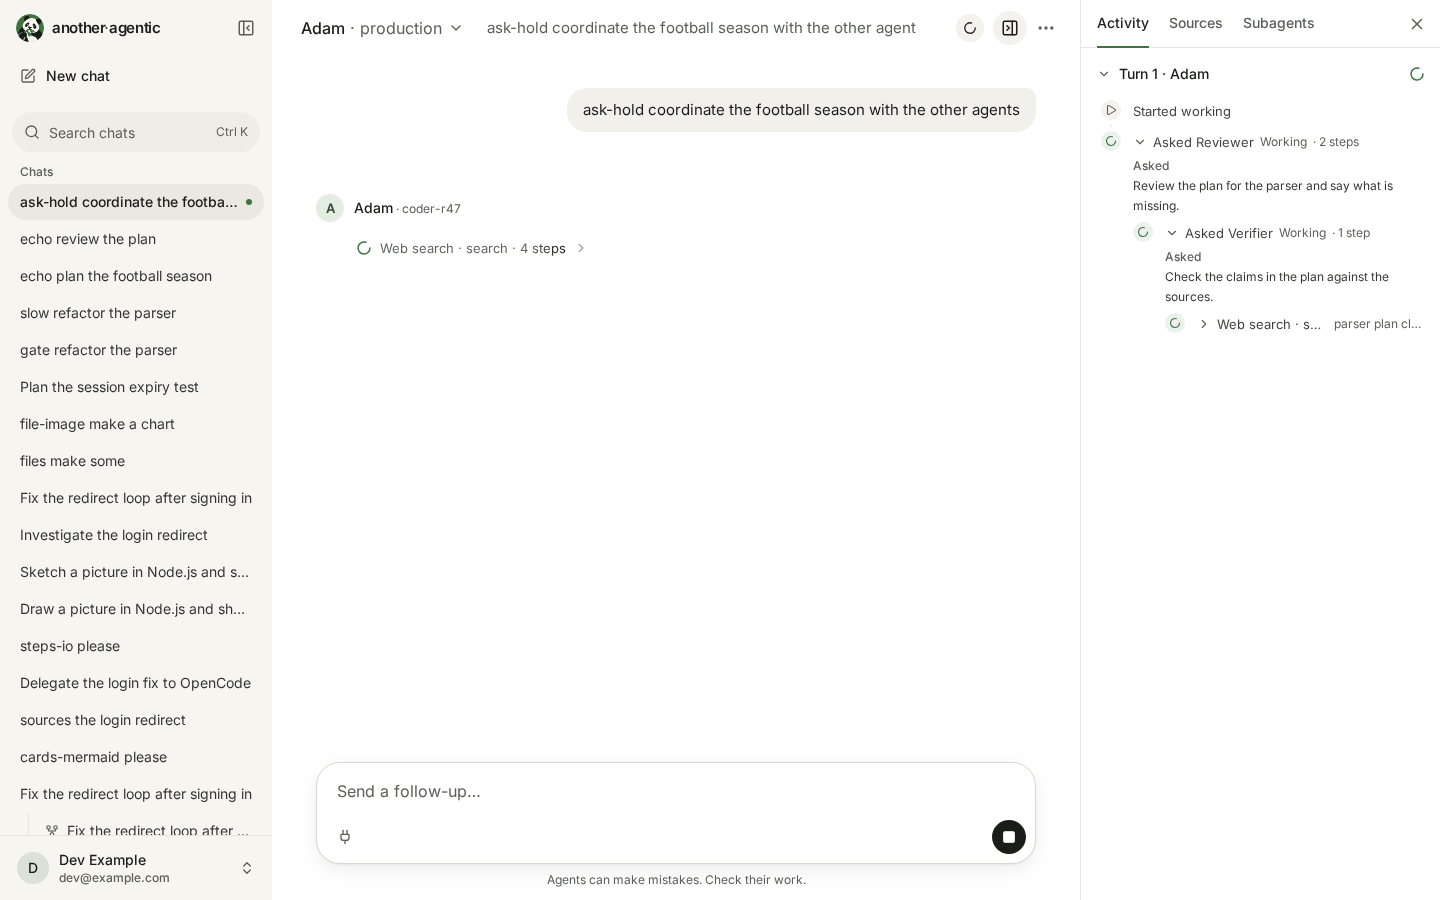 another·agentic
New chat
Search chats
Ctrl K
Chats
ask-hold coordinate the footba...
echo review the plan
echo plan the football season
slow refactor the parser
gate refactor the parser
Plan the session expiry test
file-image make a chart
files make some
Fix the redirect loop after signing in
Investigate the login redirect
Sketch a picture in Node.js and s...
Draw a picture in Node.js and sh...
steps-io please
Delegate the login fix to OpenCode
sources the login redirect
cards-mermaid please
Fix the redirect loop after signing in
Fix the redirect loop after ...
D
Dev Example
dev@example.com
Adam · production
ask-hold coordinate the football season with the other agent
ask-hold coordinate the football season with the other agents
A
Adam · coder-r47
Web search · search · 4 steps
Send a follow-up...
Agents can make mistakes. Check their work.
Activity
Sources
Subagents
Turn 1 · Adam
Started working
Asked Reviewer Working · 2 steps
Asked
Review the plan for the parser and say what is
missing.
Asked Verifier Working · 1 step
Asked
Check the claims in the plan against the
sources.
Web search · s... parser plan cl...